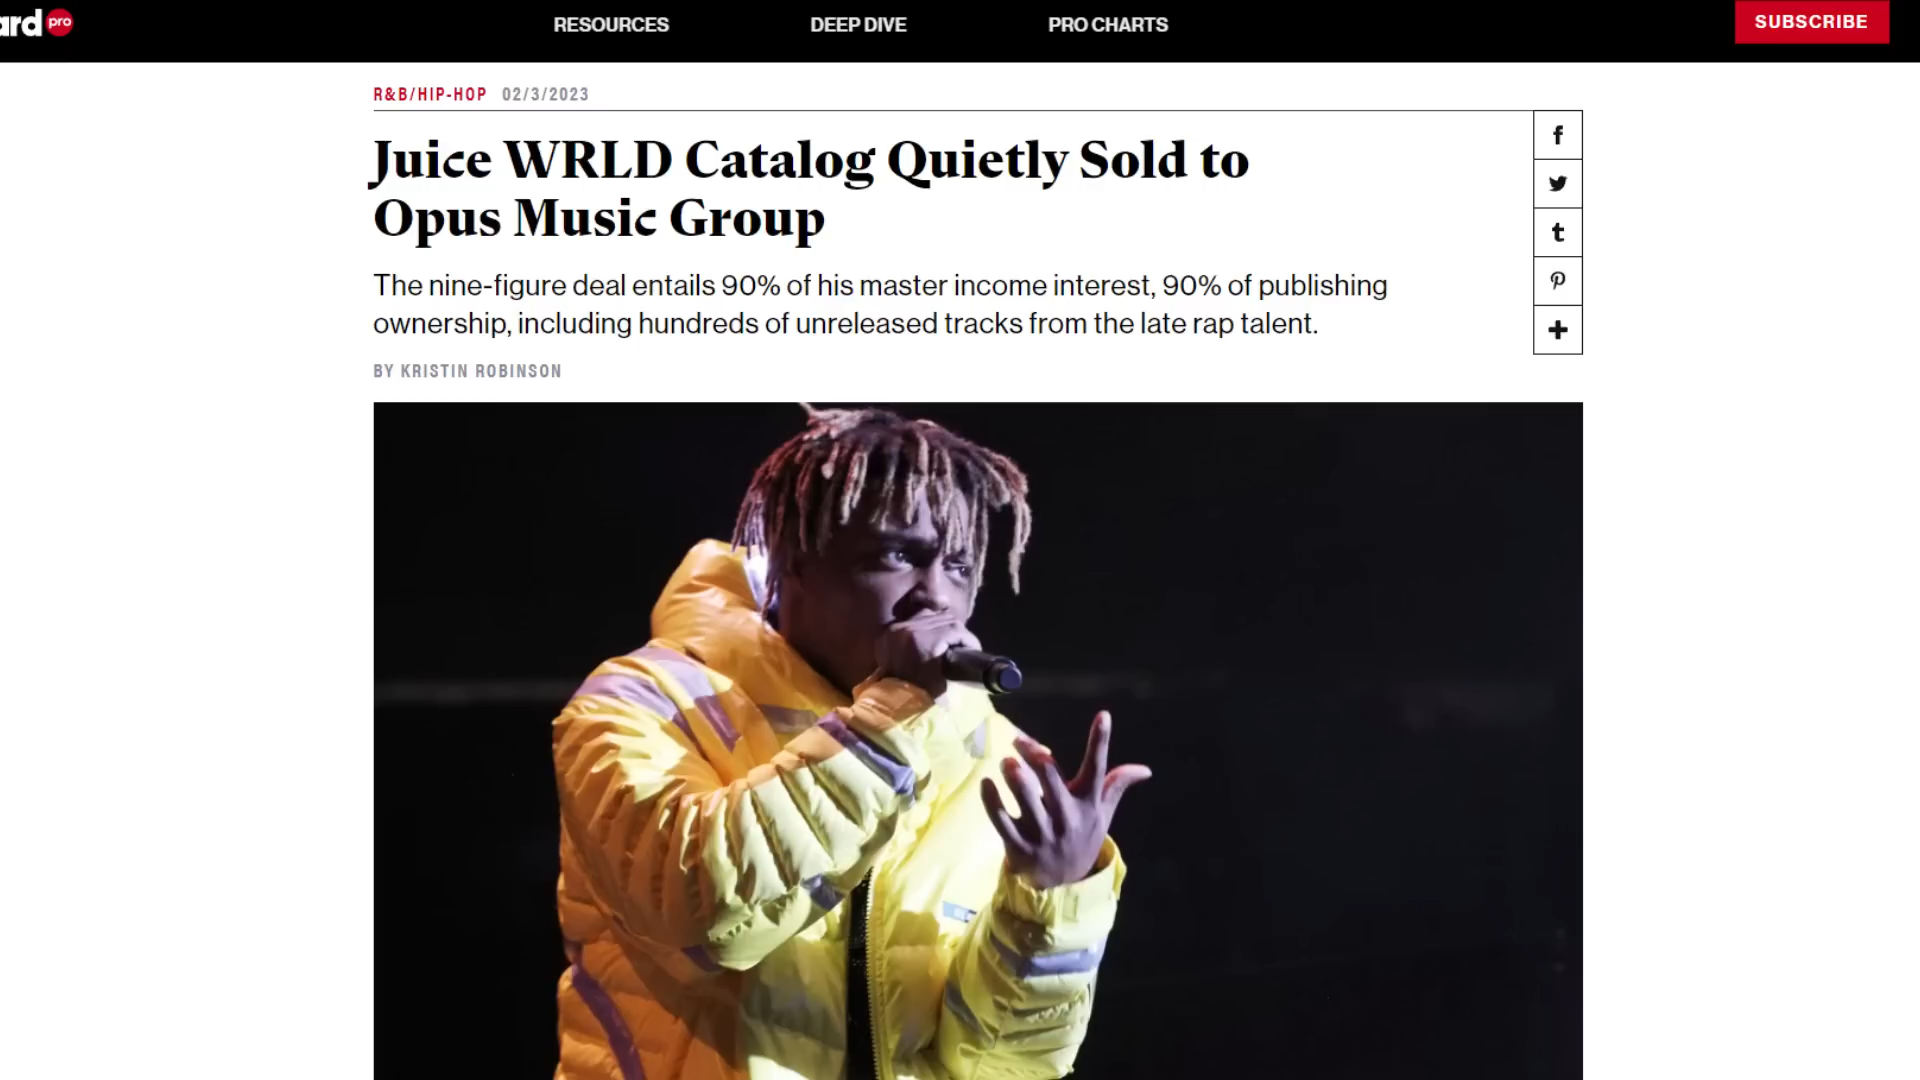 ard pro
RESOURCES
DEEP DIVE
PRO CHARTS
SUBSCRIBE
R&B/HIP-HOP 02/3/2023
Juice WRLD Catalog Quietly Sold to
Opus Music Group
The nine-figure deal entails 90% of his master income interest, 90% of publishing
ownership, including hundreds of unreleased tracks from the late rap talent.
BY KRISTIN ROBINSON